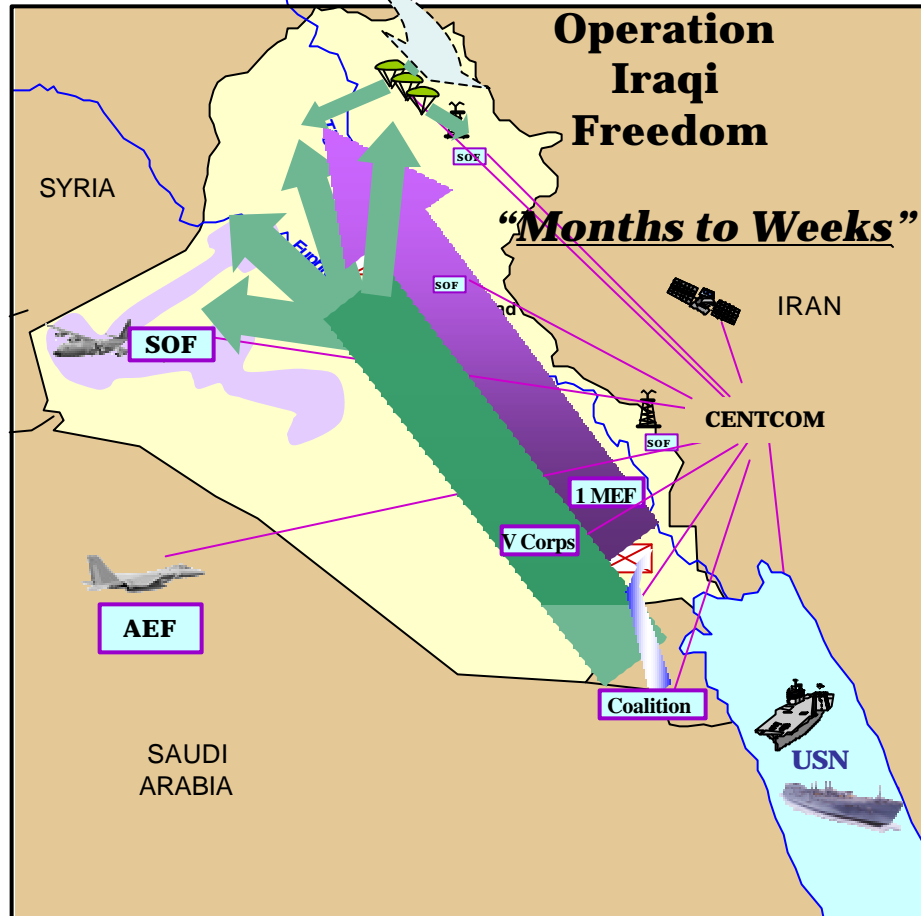 Operation
Iraqi
Freedom
SOF
SYRIA
“Months to Weeks”
SOF
IRAN
SOF
CENTCOM
SOF
1 MEF
V Corps
AEF
Coalition
SAUDI
ARABIA
USN